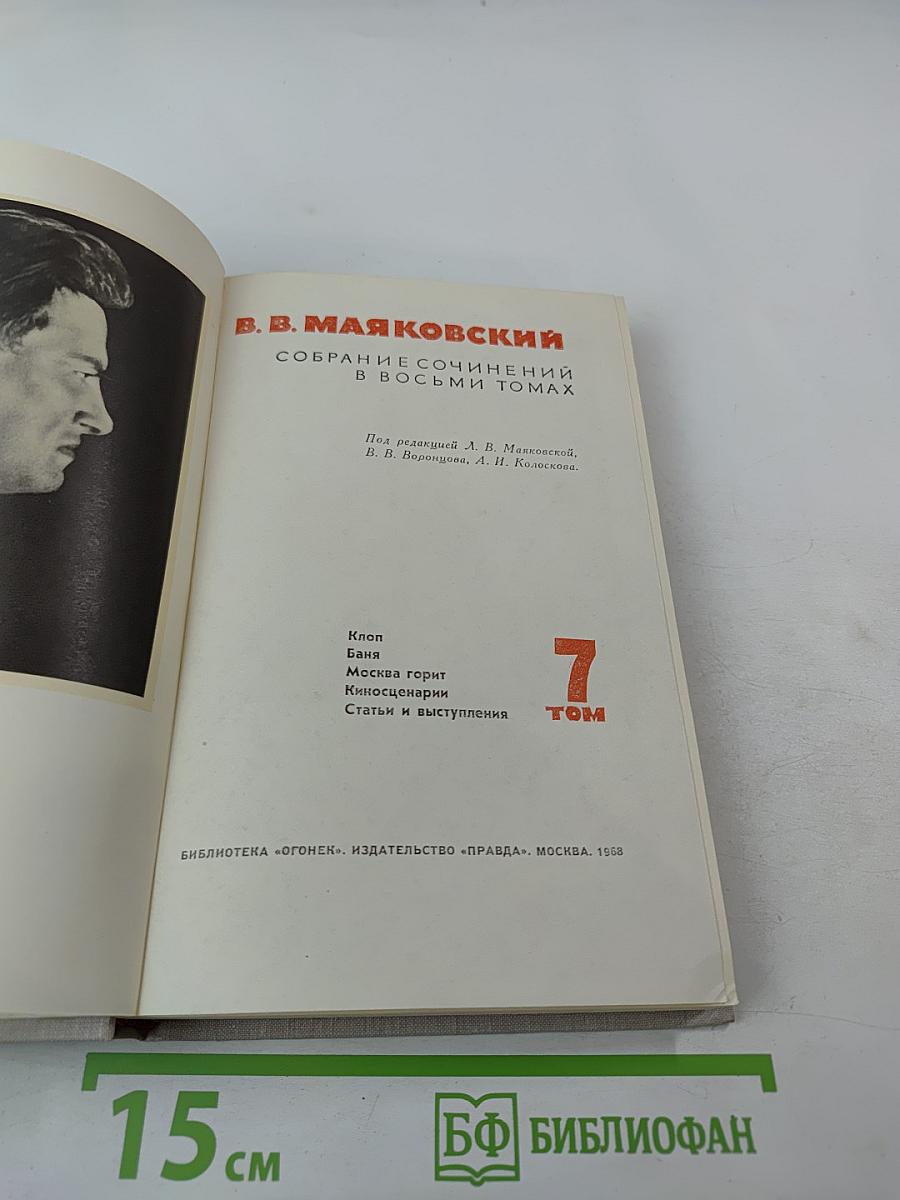 В. В. МАЯКОВСКИЙ
СОБРАНИЕ СОЧИНЕНИЙ
В ВОСЬМИ ТОМАХ
Под редакцией Л. В. Маяковской,
В. В. Воронцова, А. И. Колоскова.
Клоп
Баня
Москва горит
Киносценарии
Статьи и выступления
7
ТОМ
БИБЛИОТЕКА «ОГОНЕК». ИЗДАТЕЛЬСТВО «ПРАВДА». МОСКВА. 1968
15 см
БФ БИБЛИОФАН